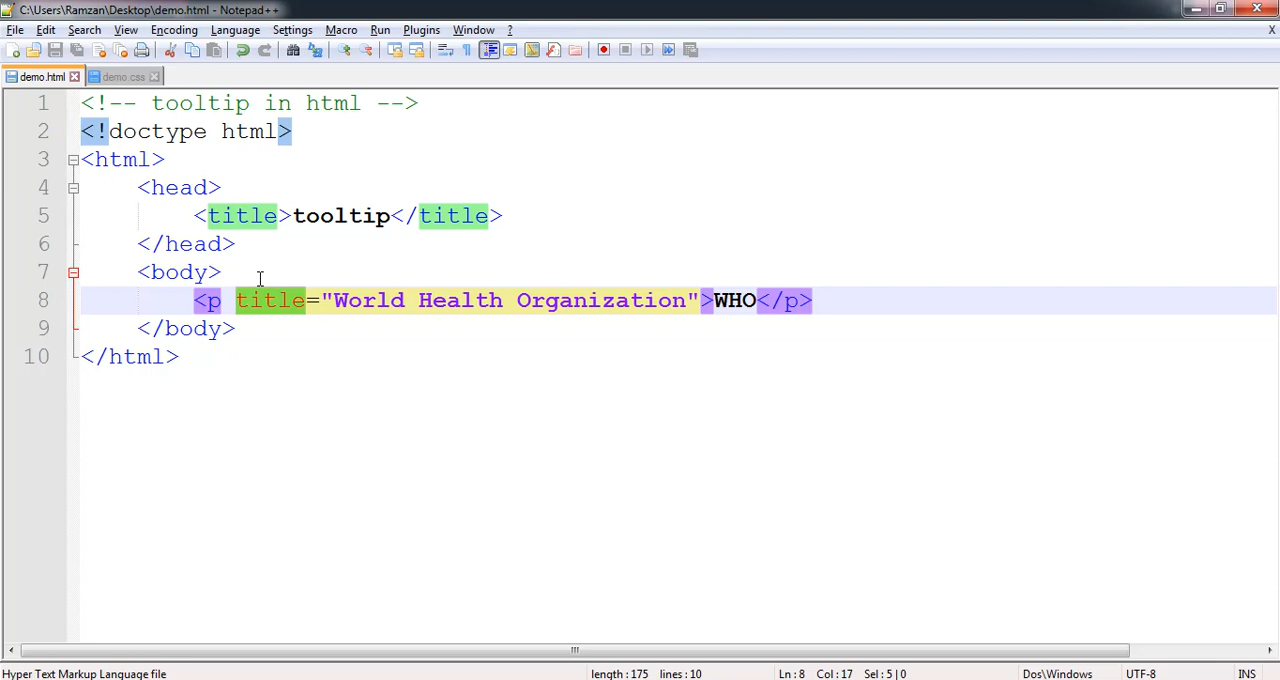 C:\Users\Ramzan\Desktop\demo.html - Notepad++
File Edit Search View Encoding Language Settings Macro Run Plugins Window ? X
demo.html demo.css
1 <!-- tooltip in html -->
2 <!doctype html>
3 <html>
4 <head>
5 <title>tooltip</title>
6 </head>
7 <body>
8 <p title="World Health Organization">WHO</p>
9 </body>
10 </html>
Hyper Text Markup Language file length : 175 lines : 10 Ln : 8 Col : 17 Sel : 5 | 0 Dos\Windows UTF-8 INS